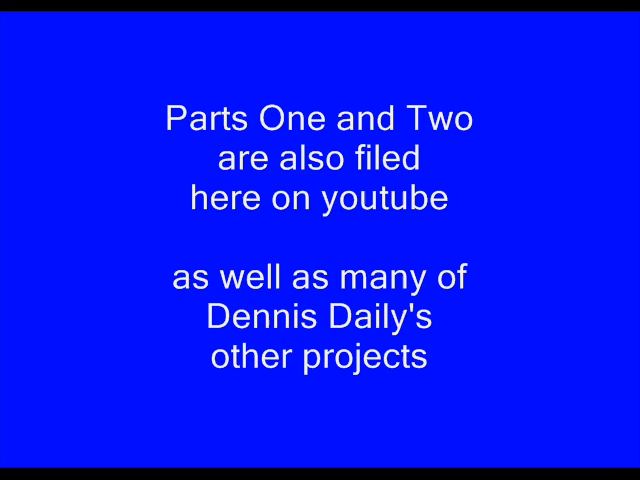 Parts One and Two
are also filed
here on youtube
as well as many of
Dennis Daily's
other projects